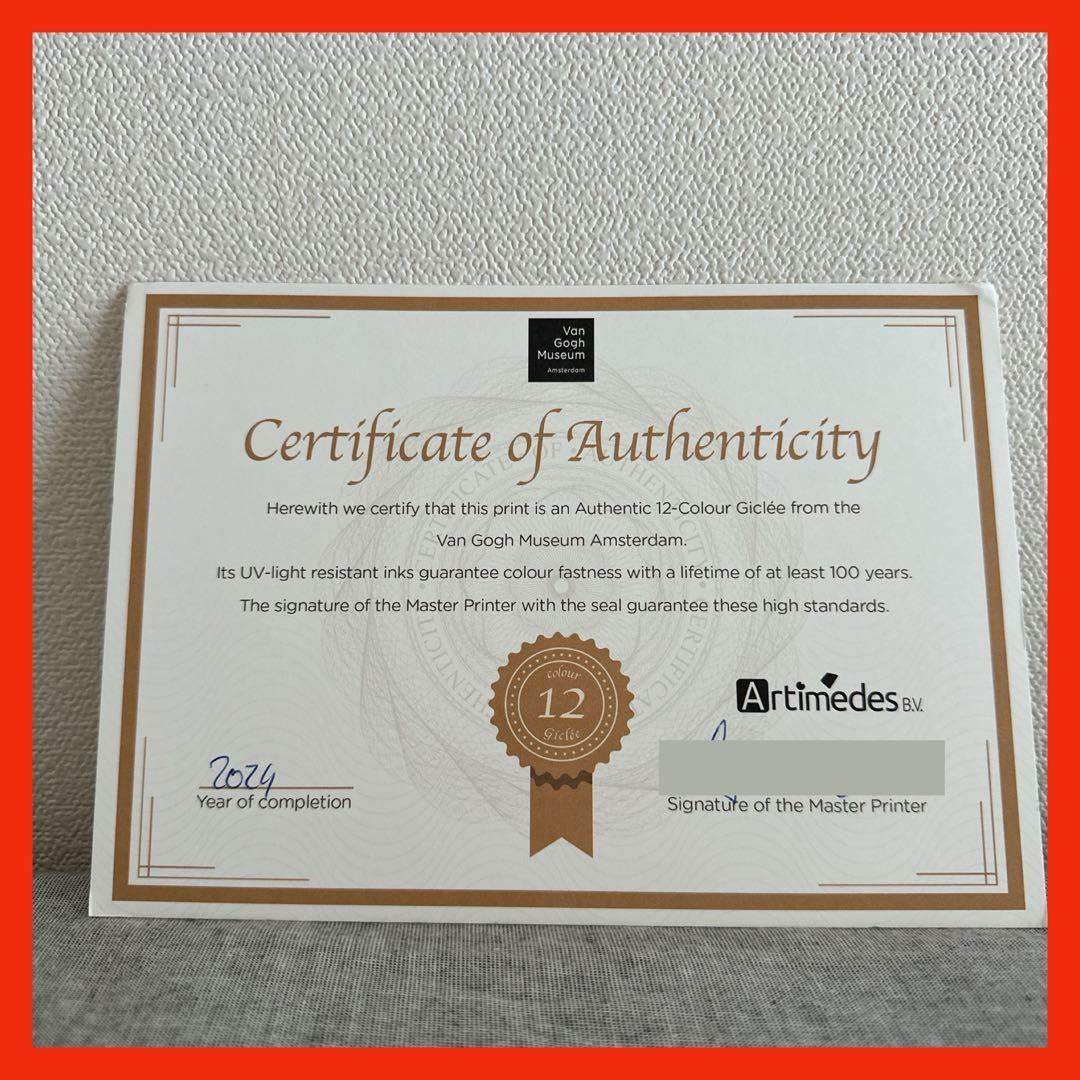 Van
Gogh
Museum
Amsterdam
Certificate of Authenticity
CERTIFICATE OF AUTHENTICITY
Herewith we certify that this print is an Authentic 12-Colour Giclée from the
Van Gogh Museum Amsterdam.
Its UV-light resistant inks guarantee colour fastness with a lifetime of at least 100 years.
The signature of the Master Printer with the seal guarantee these high standards.
colour
12
Giclée
Artimedes B.V.
2024
Year of completion
Signature of the Master Printer